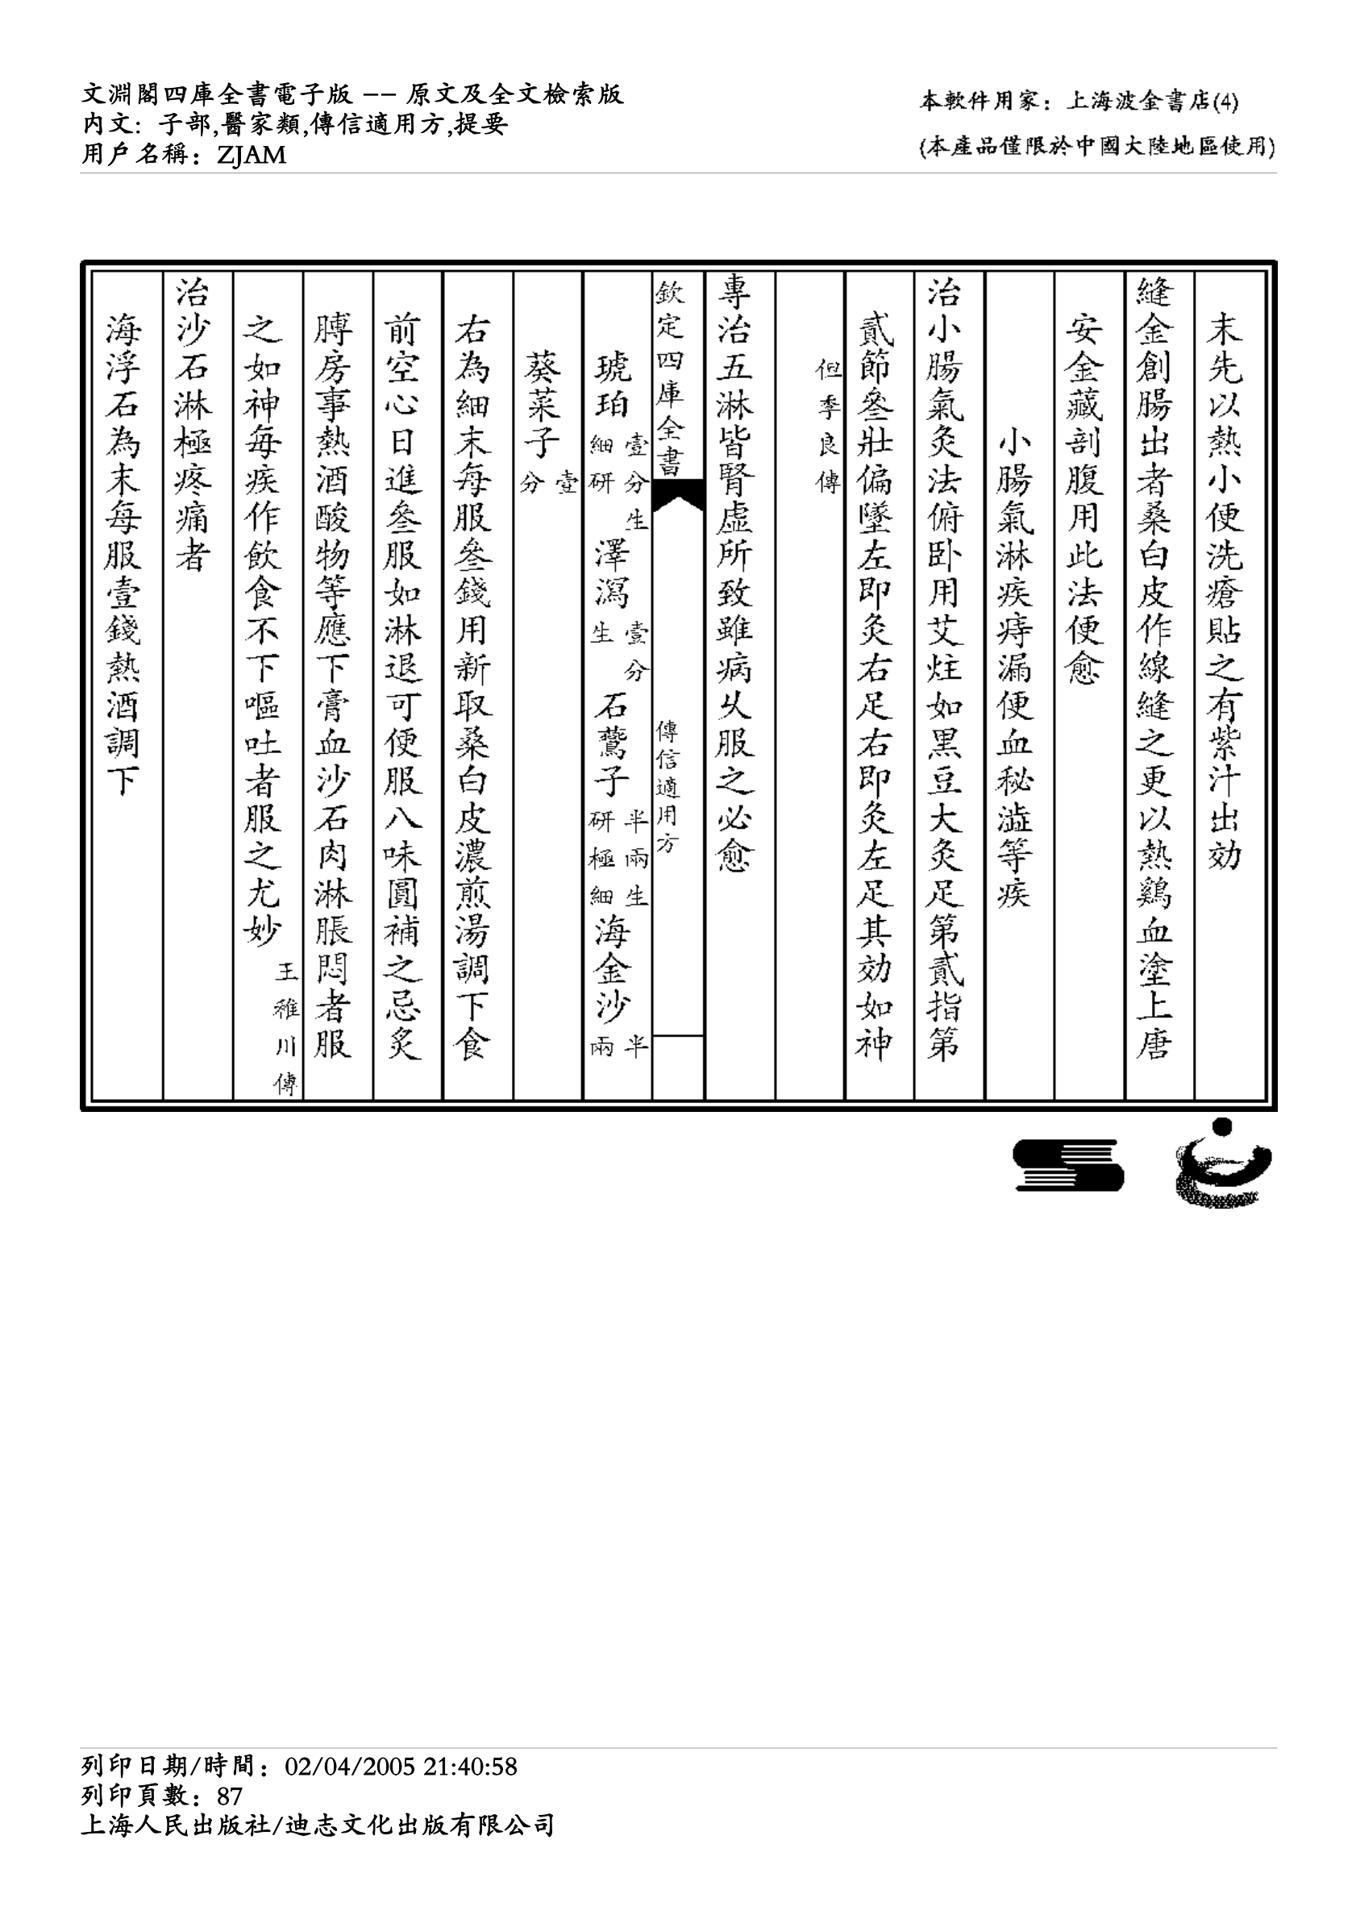 文淵閣四庫全書電子版 -- 原文及全文檢索版
內文: 子部,醫家類,傳信適用方,提要
用戶名稱: ZJAM
本軟件用家: 上海波金書店(4)
(本產品僅限於中國大陸地區使用)
末先以熱小便洗瘡貼之有紫汁出効
縫金創腸出者桑白皮作線縫之更以熱鷄血塗上唐
安金藏剖腹用此法便愈
小腸氣淋疾痔漏便血秘澁等疾
治小腸氣灸法俯卧用艾炷如黑豆大灸足第貳指第
貳節叄壯偏墜左即灸右足右即灸左足其効如神
但季良傳
專治五淋皆腎虛所致雖病乆服之必愈
欽定四庫全書 傳信適用方
琥珀壹分生細研 澤瀉壹分生 石鷰子半兩生研極細 海金沙半兩
葵菜子壹分
右為細末每服叄錢用新取桑白皮濃煎湯調下食
前空心日進叄服如淋退可便服八味圓補之忌炙
膊房事熱酒酸物等應下膏血沙石肉淋脹悶者服
之如神每疾作飲食不下嘔吐者服之尤妙王稚川傳
治沙石淋極疼痛者
海浮石為末每服壹錢熱酒調下
列印日期/時間: 02/04/2005 21:40:58
列印頁數: 87
上海人民出版社/迪志文化出版有限公司